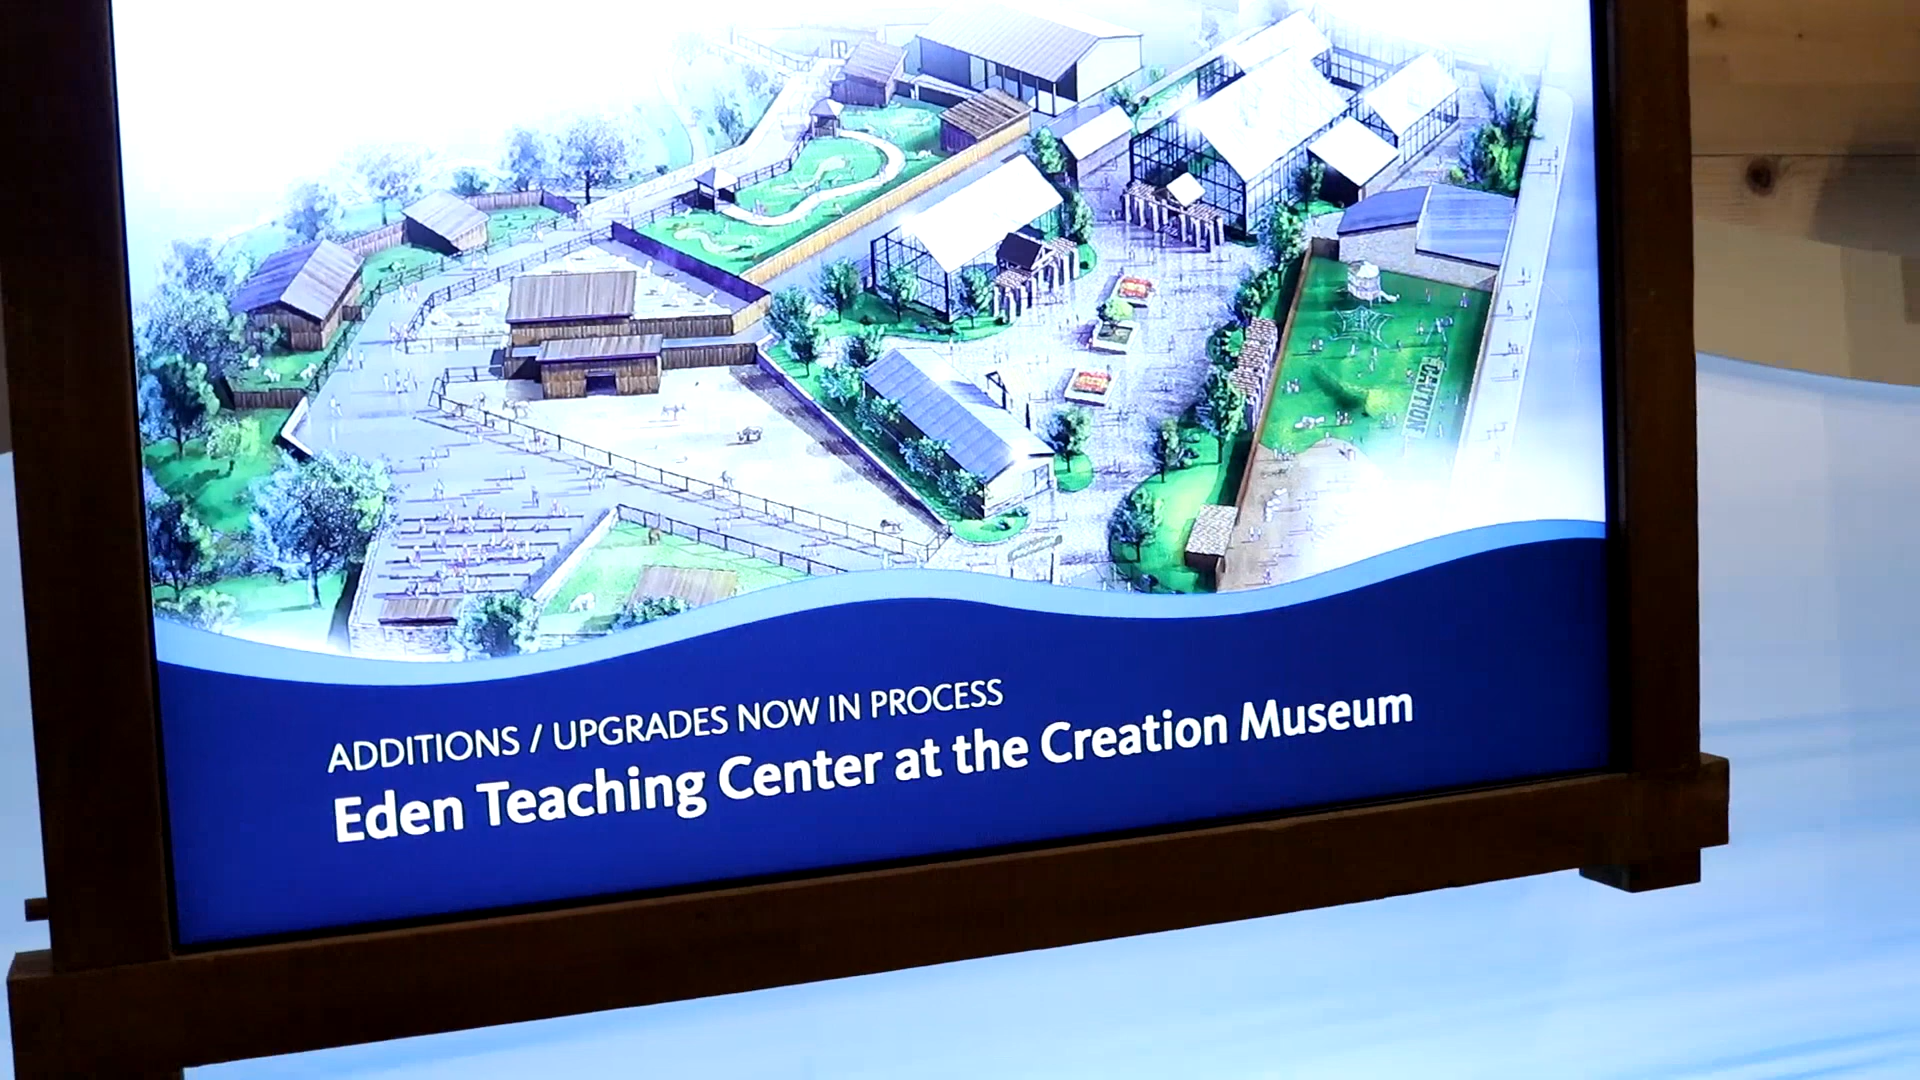 ADDITIONS / UPGRADES NOW IN PROCESS
Eden Teaching Center at the Creation Museum